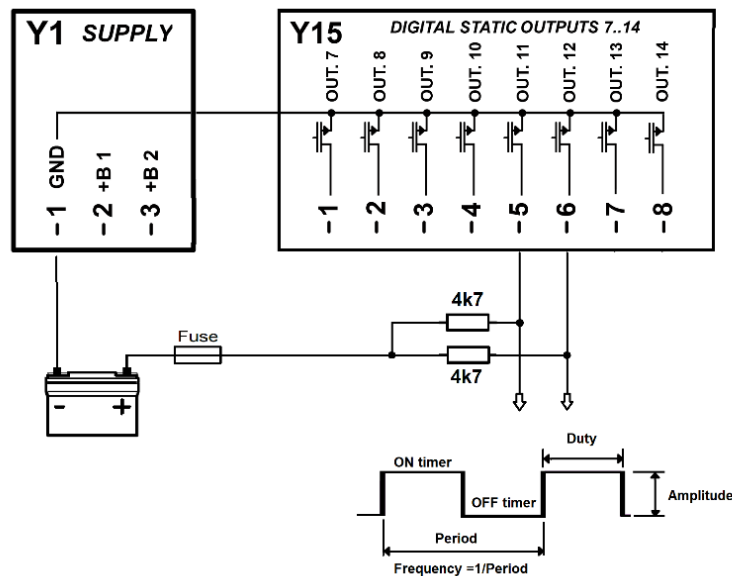 Y1 SUPPLY
Y15 DIGITAL STATIC OUTPUTS 7..14
OUT. 7
OUT. 8
OUT. 9
OUT. 10
OUT. 11
OUT. 12
OUT. 13
OUT. 14
GND
+B 1
+B 2
- 1
- 2
- 3
- 1
- 2
- 3
- 4
- 5
- 6
- 7
- 8
4k7
Fuse
4k7
- +
Duty
ON timer
OFF timer
Amplitude
Period
Frequency =1/Period